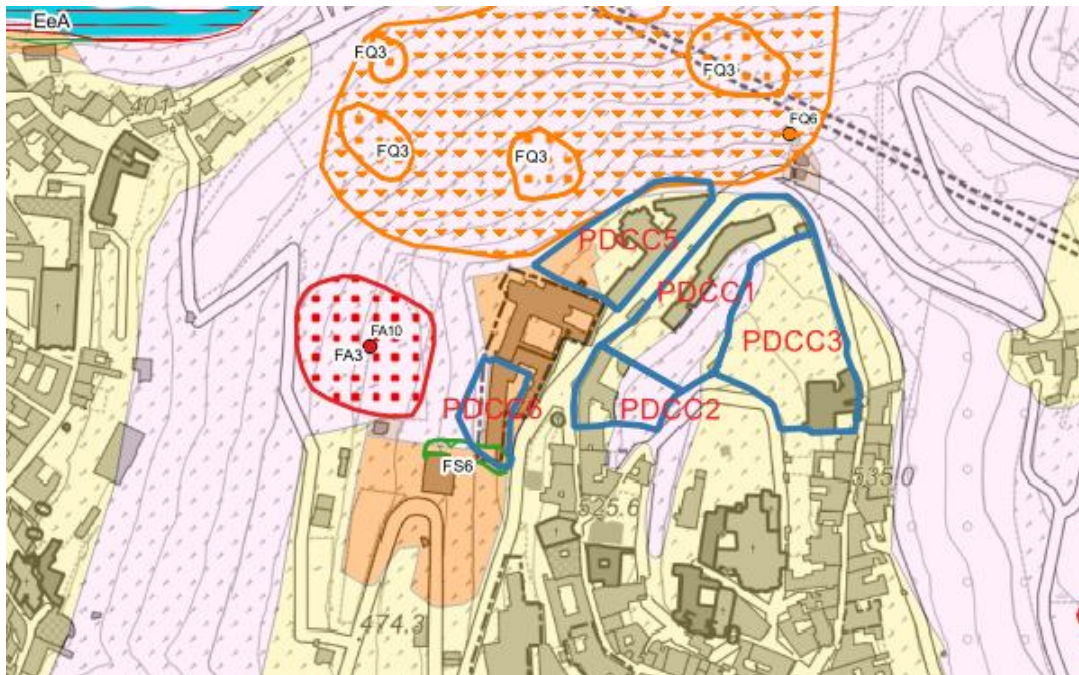 EeA
FQ3
FQ3
401.3
FQ6
FQ3
FQ3
PDCC5
PDCC1
FA10
PDCC3
FA3
PDCC6
PDCC2
FS6
535.0
525.6
474.3